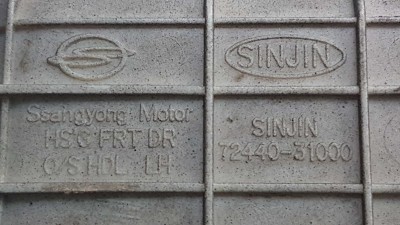 SINJIN
Ssangyong Motor
HS'G FRT DR
O/S.HDL LH
SINJIN
72440-31000